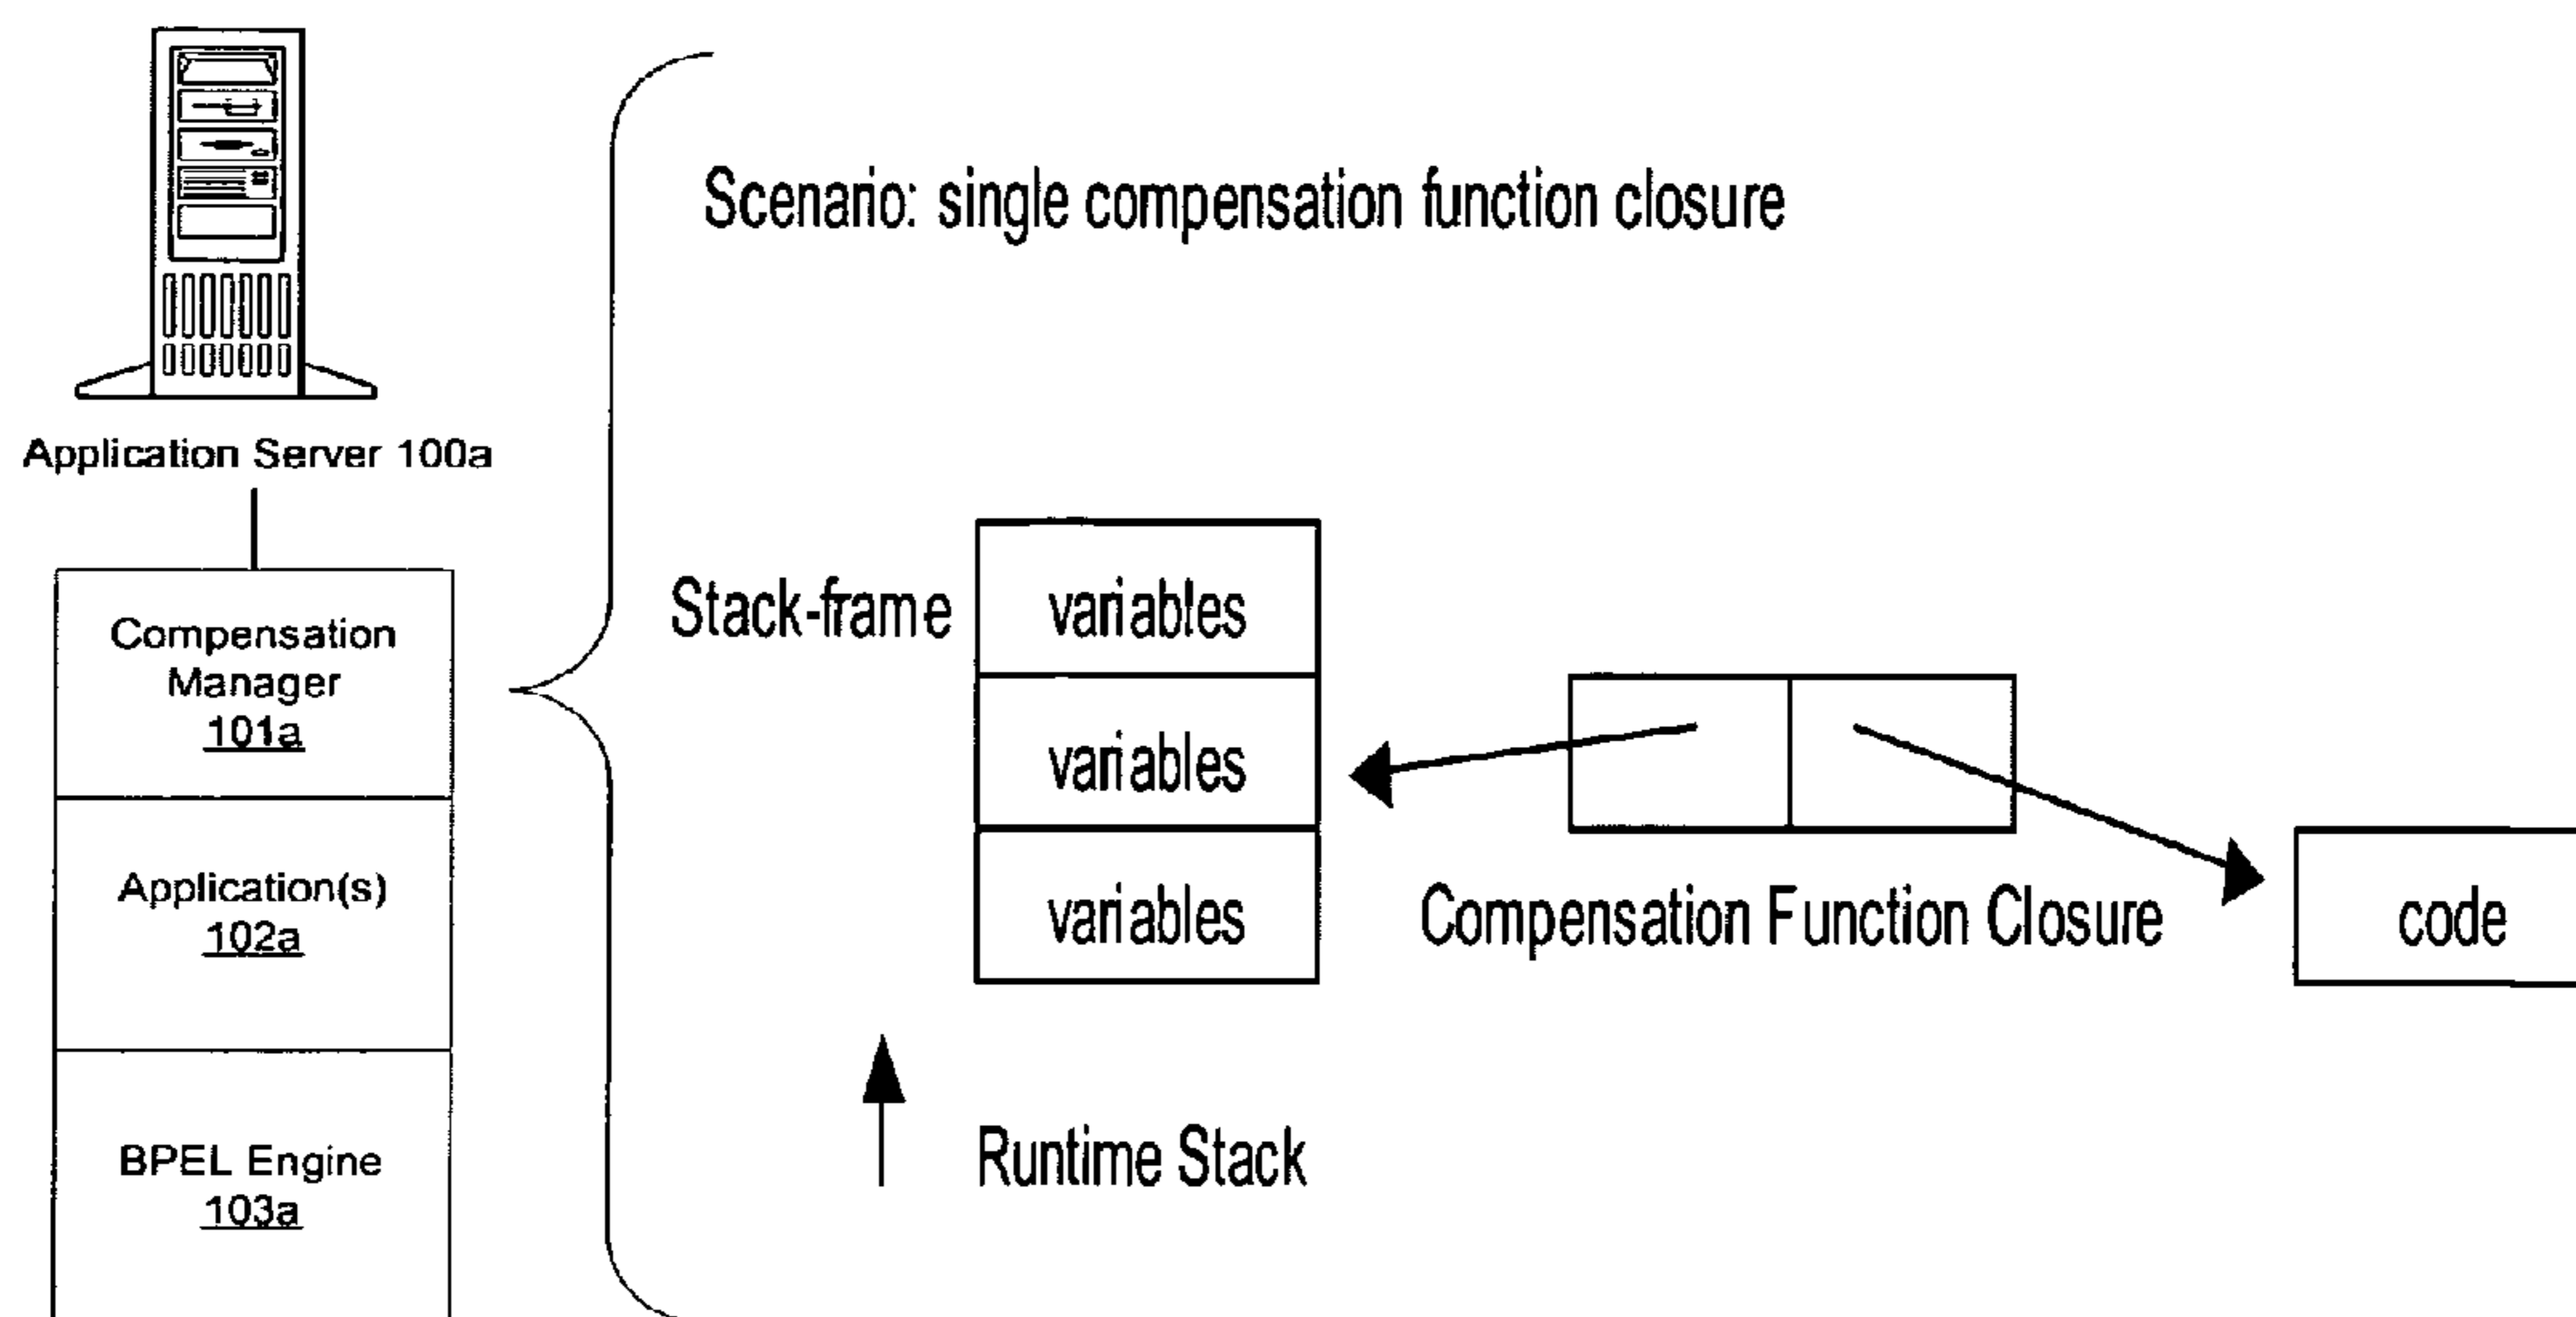 Application Server 100a
Compensation
Manager
101a
Application(s)
102a
BPEL Engine
103a
Scenario: single compensation function closure
Stack-frame
variables
variables
variables
Compensation Function Closure
code
Runtime Stack